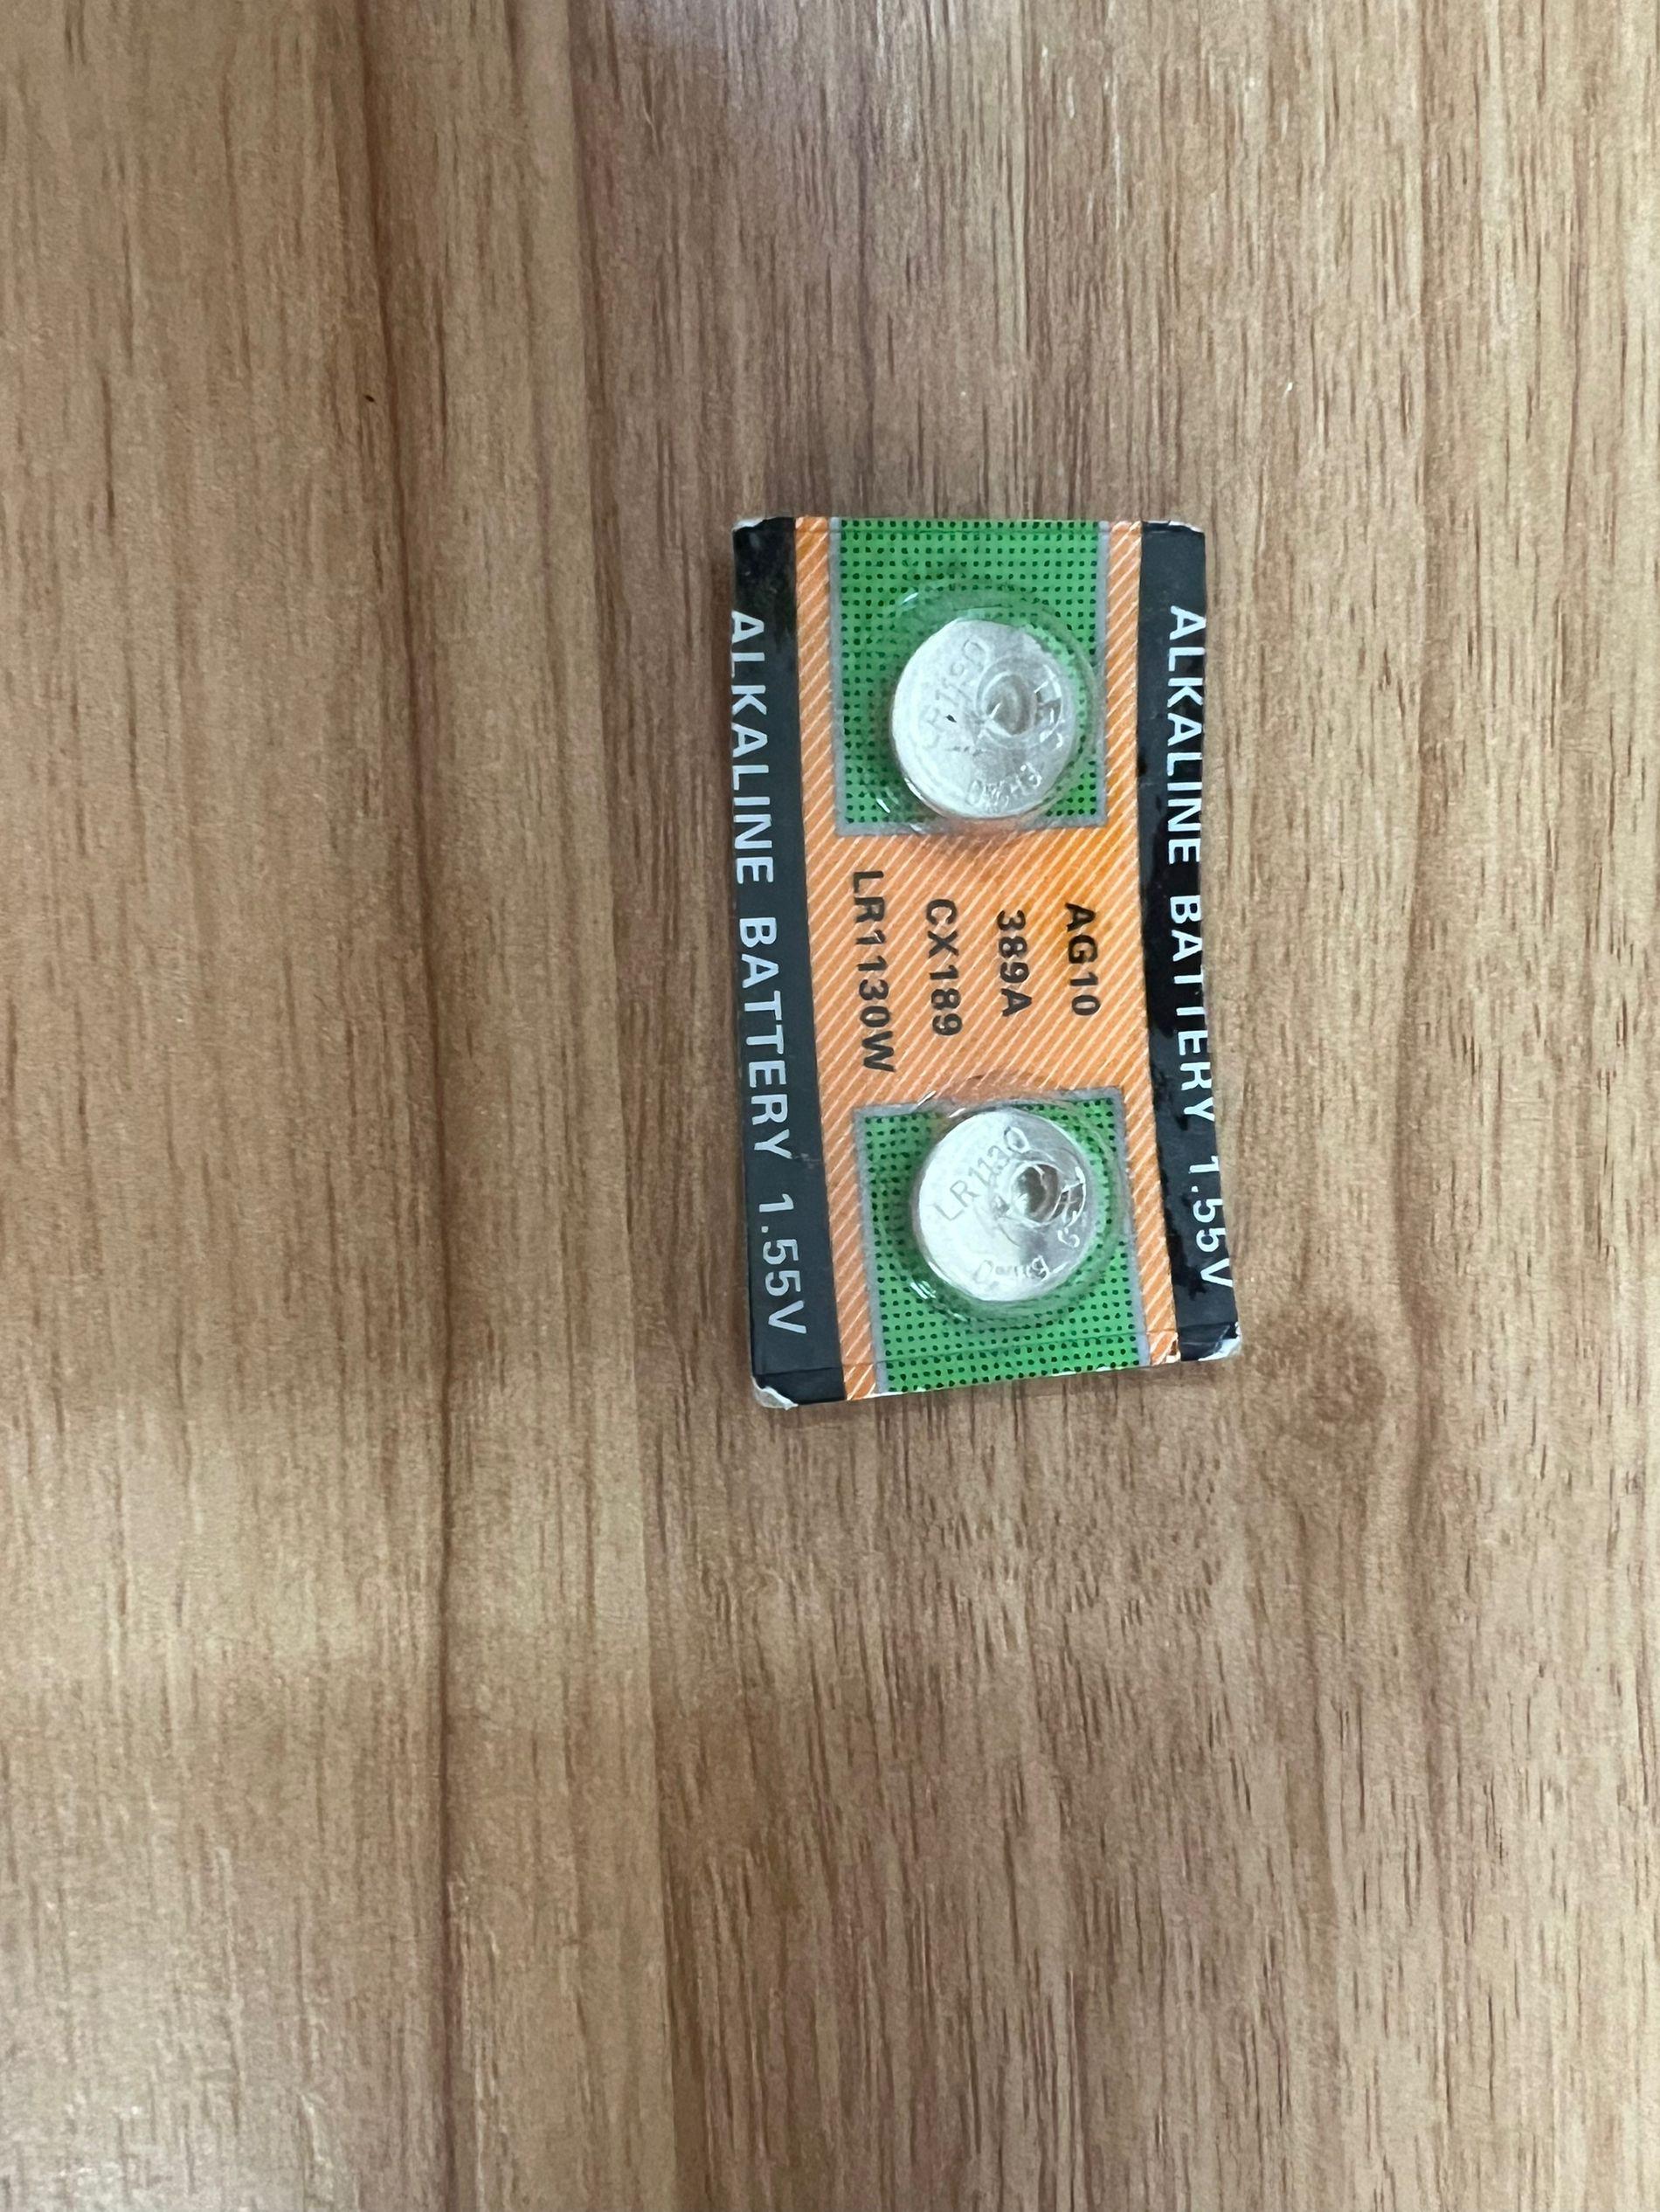 ALKALINE BATTERY 1.55V
AG10
389A
CX189
LR1130W
LR1130
ALKALINE BATTERY 1.55V